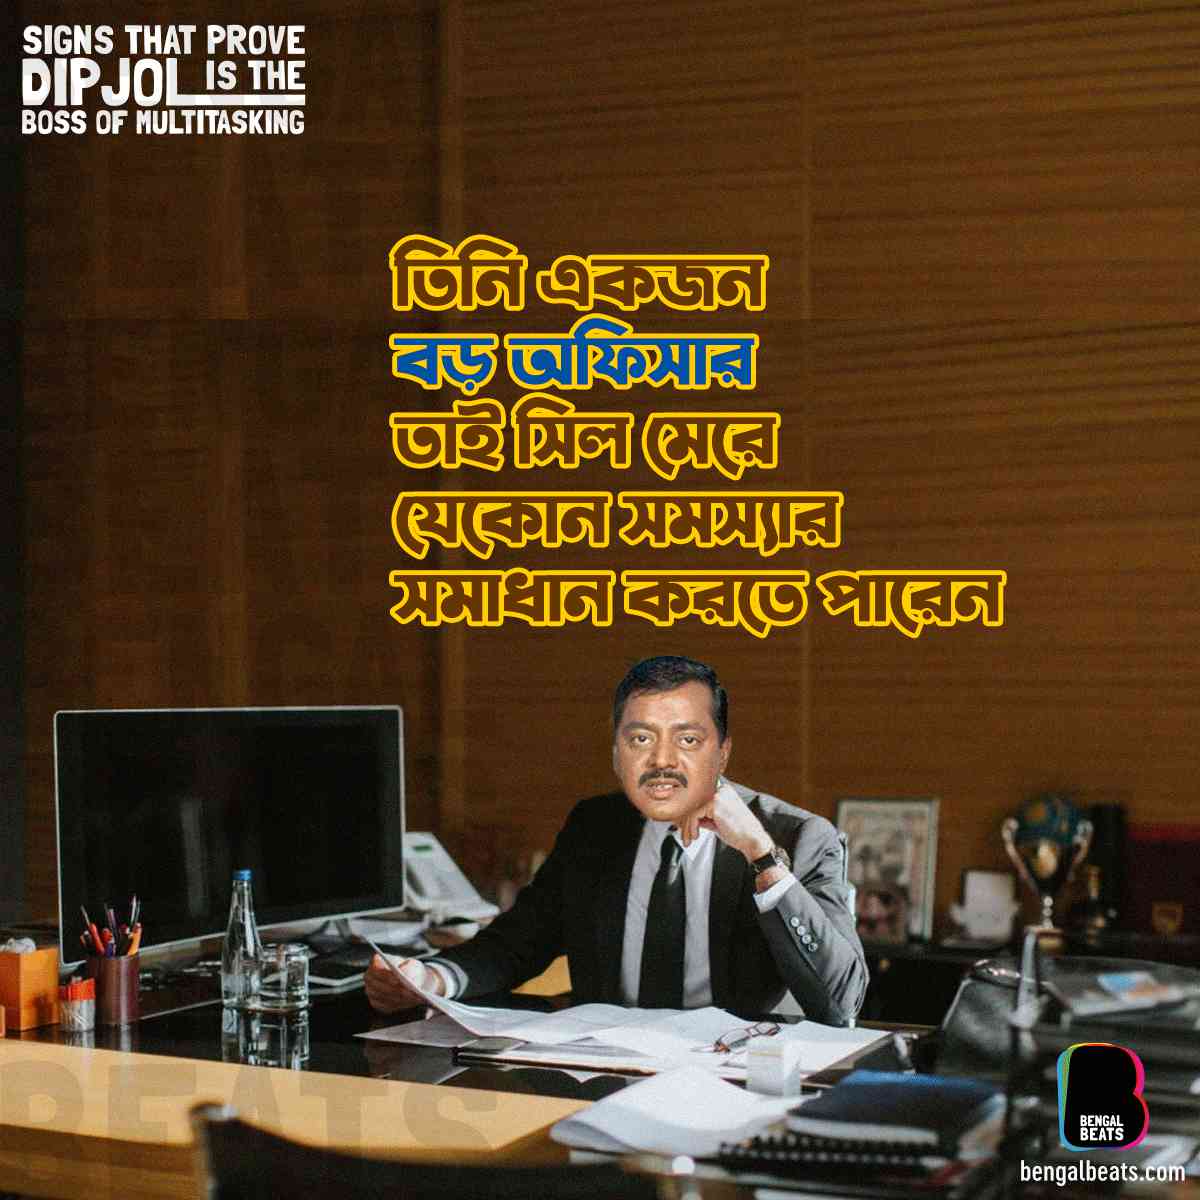 SIGNS THAT PROVE
DIPJOL IS THE
BOSS OF MULTITASKING
তিনি একজন
বড় অফিসার
তাই সিল মেরে
যেকোন সমস্যার
সমাধান করতে পারেন
BENGAL
BEATS
bengalbeats.com
BEATS